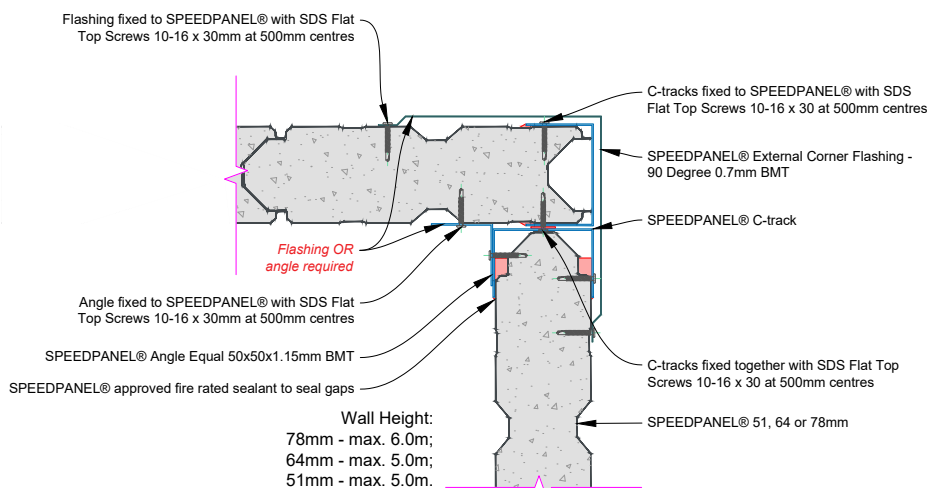 Flashing fixed to SPEEDPANEL® with SDS Flat
Top Screws 10-16 x 30mm at 500mm centres
C-tracks fixed to SPEEDPANEL® with SDS
Flat Top Screws 10-16 x 30 at 500mm centres
SPEEDPANEL® External Corner Flashing -
90 Degree 0.7mm BMT
SPEEDPANEL® C-track
Flashing OR
angle required
Angle fixed to SPEEDPANEL® with SDS Flat
Top Screws 10-16 x 30mm at 500mm centres
SPEEDPANEL® Angle Equal 50x50x1.15mm BMT
SPEEDPANEL® approved fire rated sealant to seal gaps
C-tracks fixed together with SDS Flat Top
Screws 10-16 x 30 at 500mm centres
SPEEDPANEL® 51, 64 or 78mm
Wall Height:
78mm - max. 6.0m;
64mm - max. 5.0m;
51mm - max. 5.0m.